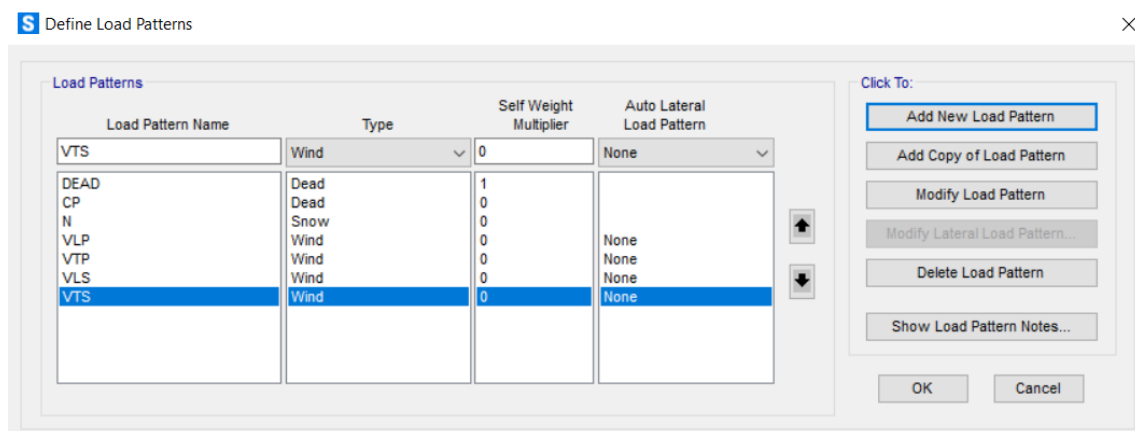 S Define Load Patterns
Load Patterns
Click To:
Load Pattern Name Type Self Weight Multiplier Auto Lateral Load Pattern
VTS Wind 0 None
DEAD Dead 1
CP Dead 0
N Snow 0
VLP Wind 0 None
VTP Wind 0 None
VLS Wind 0 None
VTS Wind 0 None
Add New Load Pattern
Add Copy of Load Pattern
Modify Load Pattern
Modify Lateral Load Pattern...
Delete Load Pattern
Show Load Pattern Notes...
OK Cancel